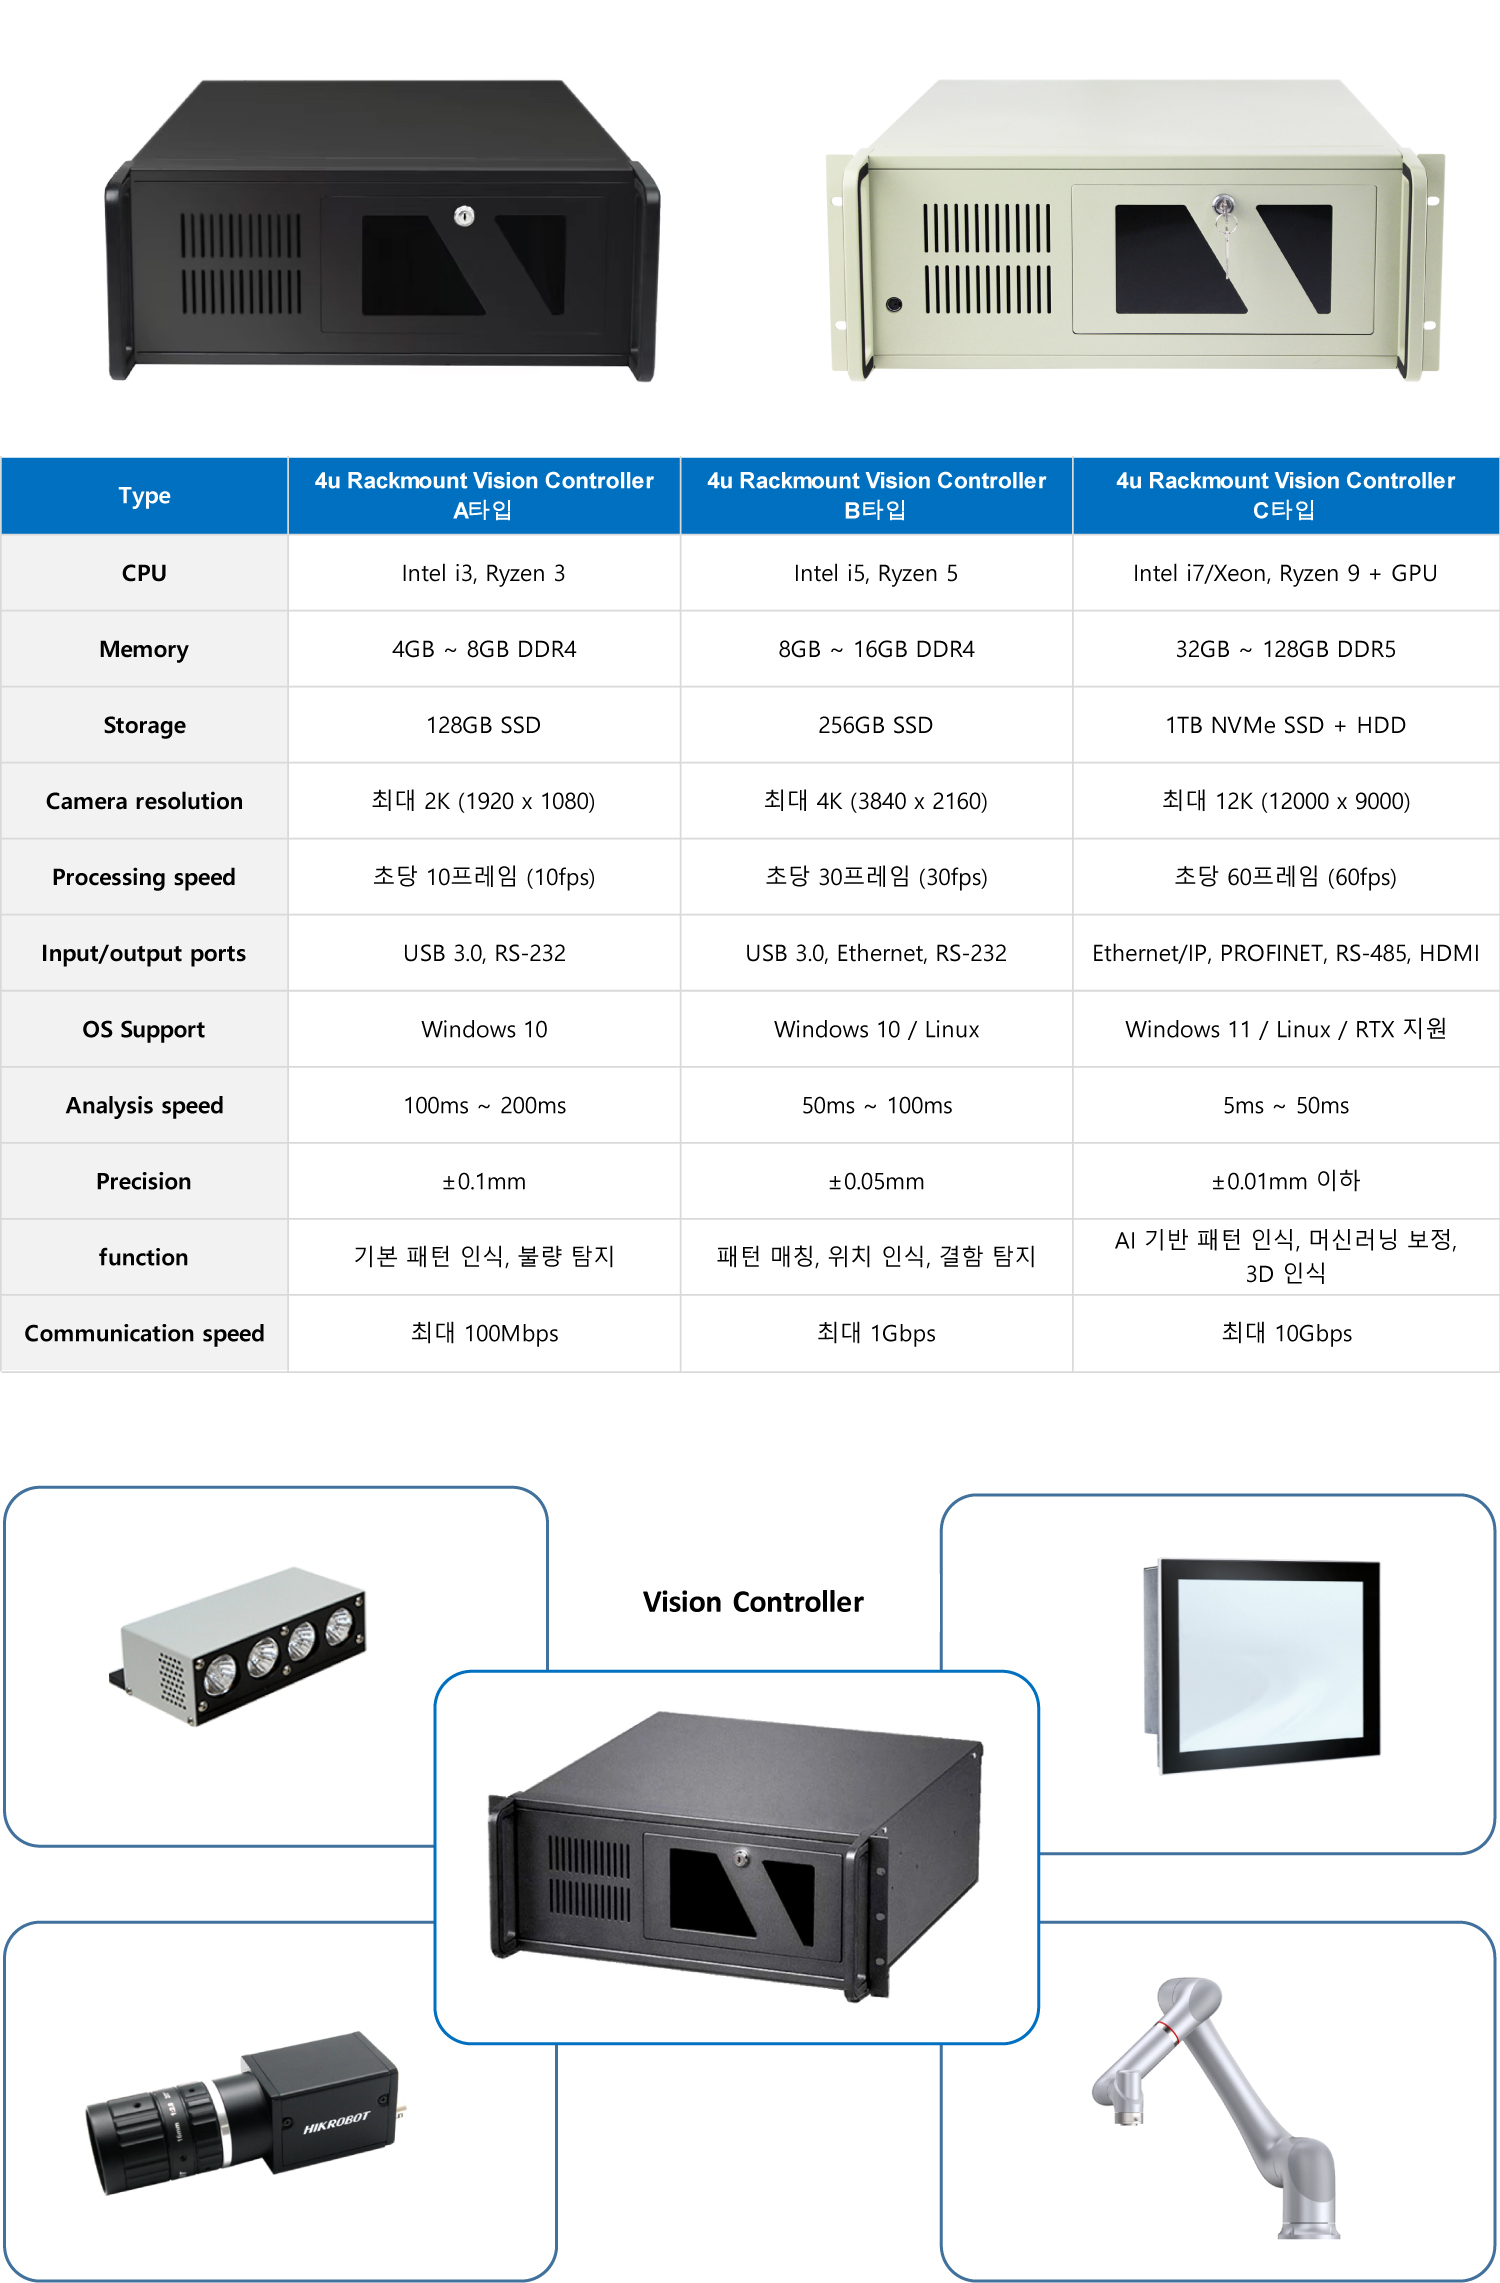 Type
4u Rackmount Vision Controller
A타입
4u Rackmount Vision Controller
B타입
4u Rackmount Vision Controller
C타입
CPU
Intel i3, Ryzen 3
Intel i5, Ryzen 5
Intel i7/Xeon, Ryzen 9 + GPU
Memory
4GB ~ 8GB DDR4
8GB ~ 16GB DDR4
32GB ~ 128GB DDR5
Storage
128GB SSD
256GB SSD
1TB NVMe SSD + HDD
Camera resolution
최대 2K (1920 x 1080)
최대 4K (3840 x 2160)
최대 12K (12000 x 9000)
Processing speed
초당 10프레임 (10fps)
초당 30프레임 (30fps)
초당 60프레임 (60fps)
Input/output ports
USB 3.0, RS-232
USB 3.0, Ethernet, RS-232
Ethernet/IP, PROFINET, RS-485, HDMI
OS Support
Windows 10
Windows 10 / Linux
Windows 11 / Linux / RTX 지원
Analysis speed
100ms ~ 200ms
50ms ~ 100ms
5ms ~ 50ms
Precision
±0.1mm
±0.05mm
±0.01mm 이하
function
기본 패턴 인식, 불량 탐지
패턴 매칭, 위치 인식, 결함 탐지
AI 기반 패턴 인식, 머신러닝 보정,
3D 인식
Communication speed
최대 100Mbps
최대 1Gbps
최대 10Gbps
Vision Controller
HIKROBOT
16mm 1:2.8